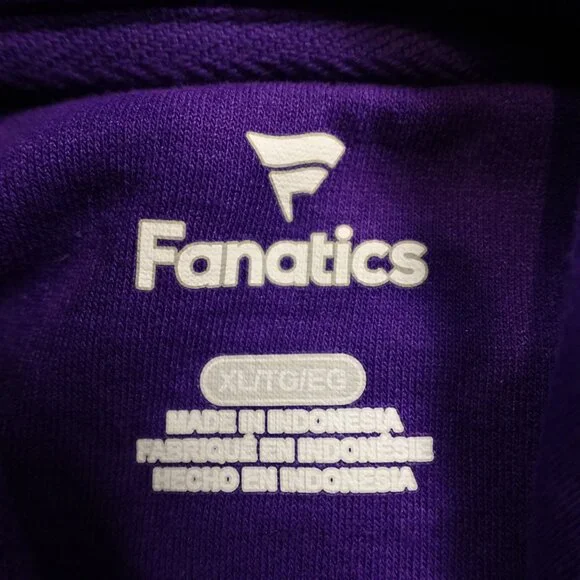 Fanatics
XL/TG/EG
MADE IN INDONESIA
FABRIQUÉ EN INDONÉSIE
HECHO EN INDONESIA